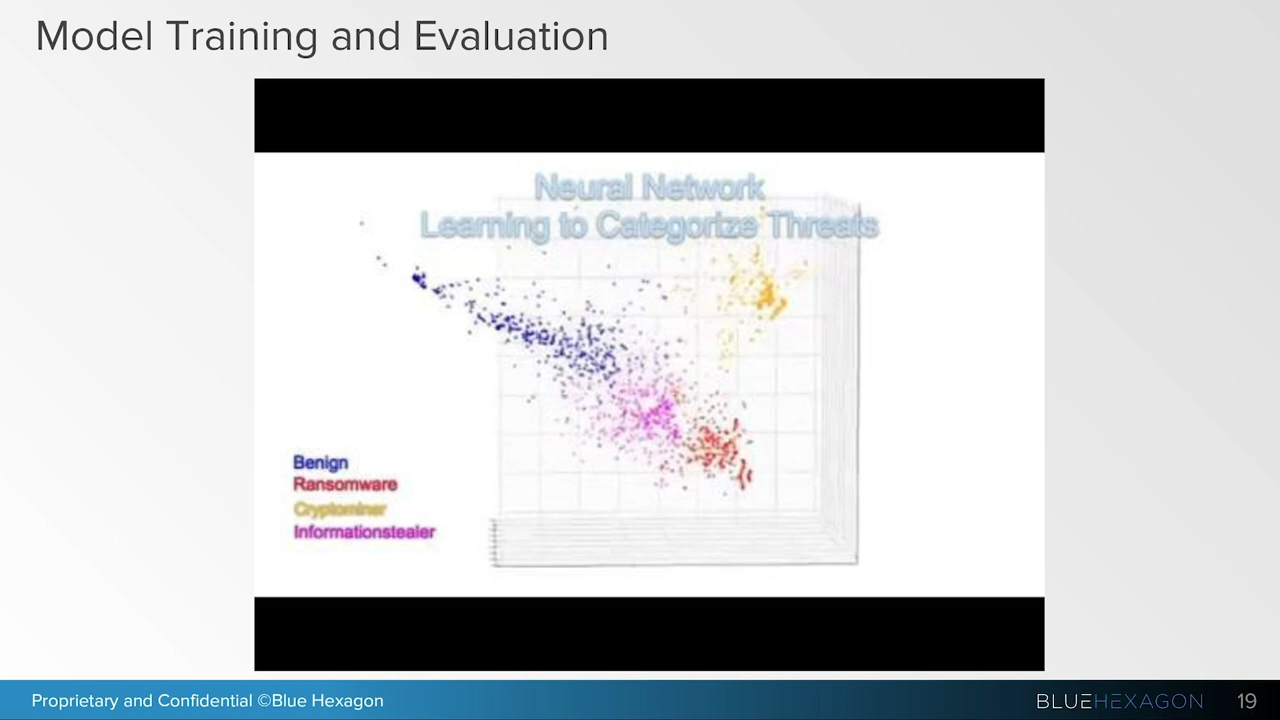 Model Training and Evaluation
Neural Network
Learning to Categorize Threats
Benign
Ransomware
Cryptominer
Informationstealer
Proprietary and Confidential ©Blue Hexagon
BLUEHEXAGON
19